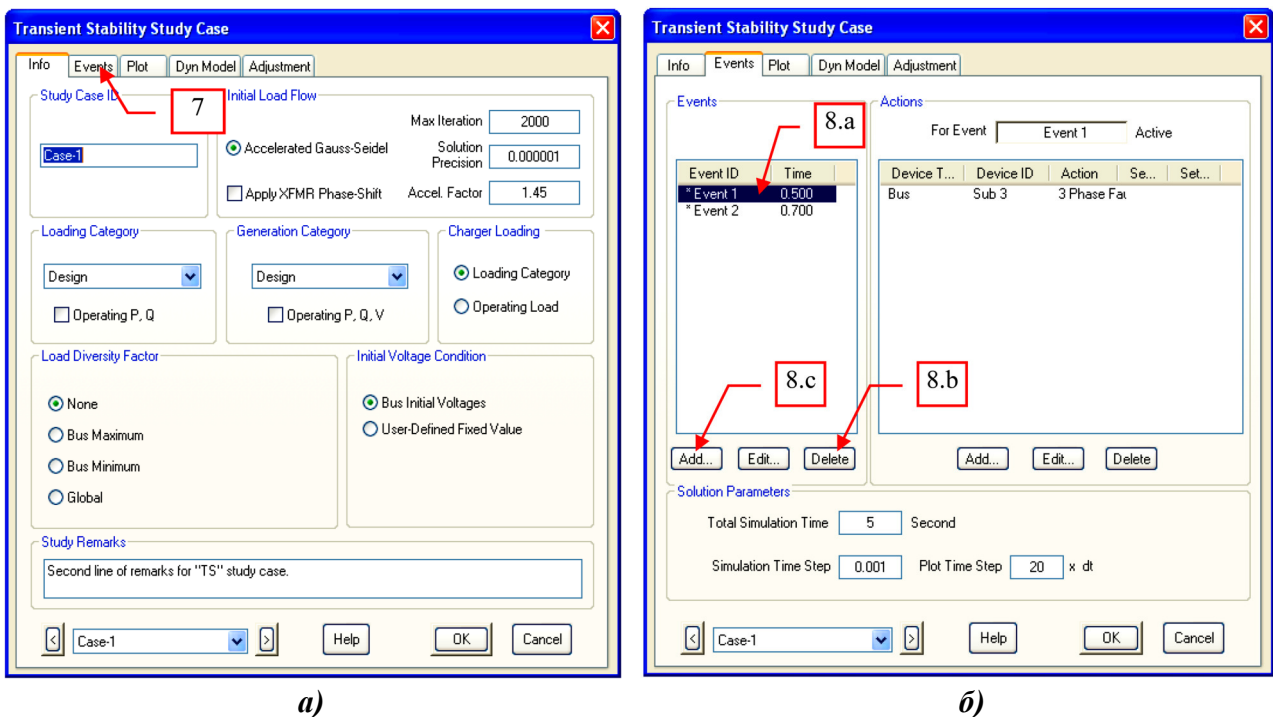 Transient Stability Study Case
Info Events Plot Dyn Model Adjustment
7
Study Case ID
Case-1
Initial Load Flow
Max Iteration 2000
Accelerated Gauss-Seidel
Solution
Precision 0.000001
Apply XFMR Phase-Shift Accel. Factor 1.45
Loading Category
Design
Operating P, Q
Generation Category
Design
Operating P, Q, V
Charger Loading
Loading Category
Operating Load
Load Diversity Factor
None
Bus Maximum
Bus Minimum
Global
Initial Voltage Condition
Bus Initial Voltages
User-Defined Fixed Value
Study Remarks
Second line of remarks for "TS" study case.
< Case-1 > Help OK Cancel
а)
Transient Stability Study Case
Info Events Plot Dyn Model Adjustment
Events
8.a
Event ID Time
* Event 1 0.500
* Event 2 0.700
8.c
8.b
Add... Edit... Delete
Actions
For Event Event 1 Active
Device T... Device ID Action Se... Set...
Bus Sub 3 3 Phase Fau
Add... Edit... Delete
Solution Parameters
Total Simulation Time 5 Second
Simulation Time Step 0.001 Plot Time Step 20 x dt
< Case-1 > Help OK Cancel
б)